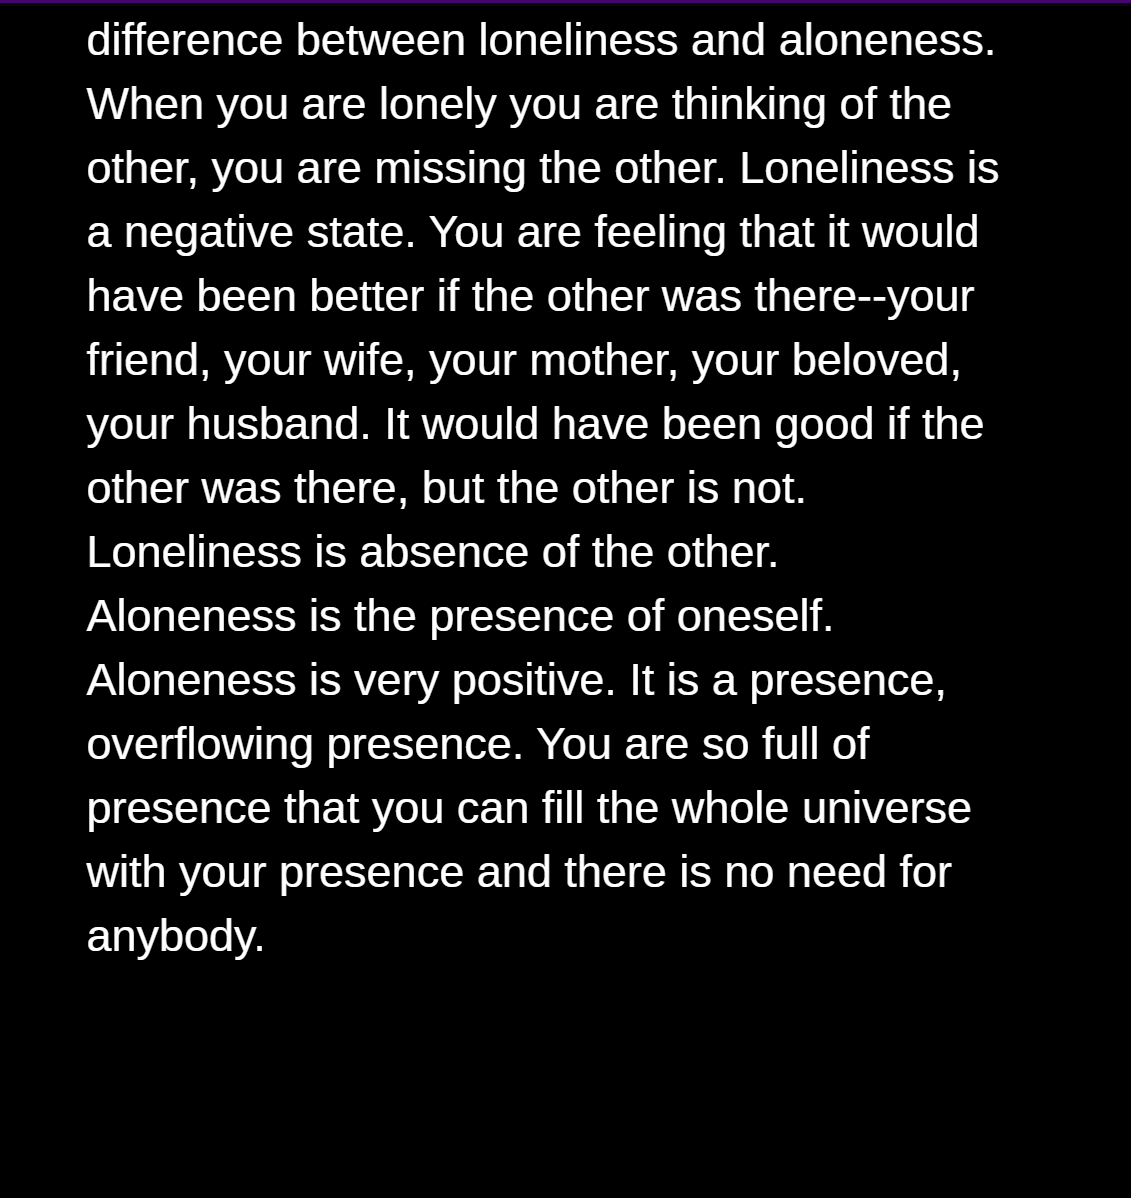 difference between loneliness and aloneness.
When you are lonely you are thinking of the
other, you are missing the other. Loneliness is
a negative state. You are feeling that it would
have been better if the other was there--your
friend, your wife, your mother, your beloved,
your husband. It would have been good if the
other was there, but the other is not.
Loneliness is absence of the other.
Aloneness is the presence of oneself.
Aloneness is very positive. It is a presence,
overflowing presence. You are so full of
presence that you can fill the whole universe
with your presence and there is no need for
anybody.